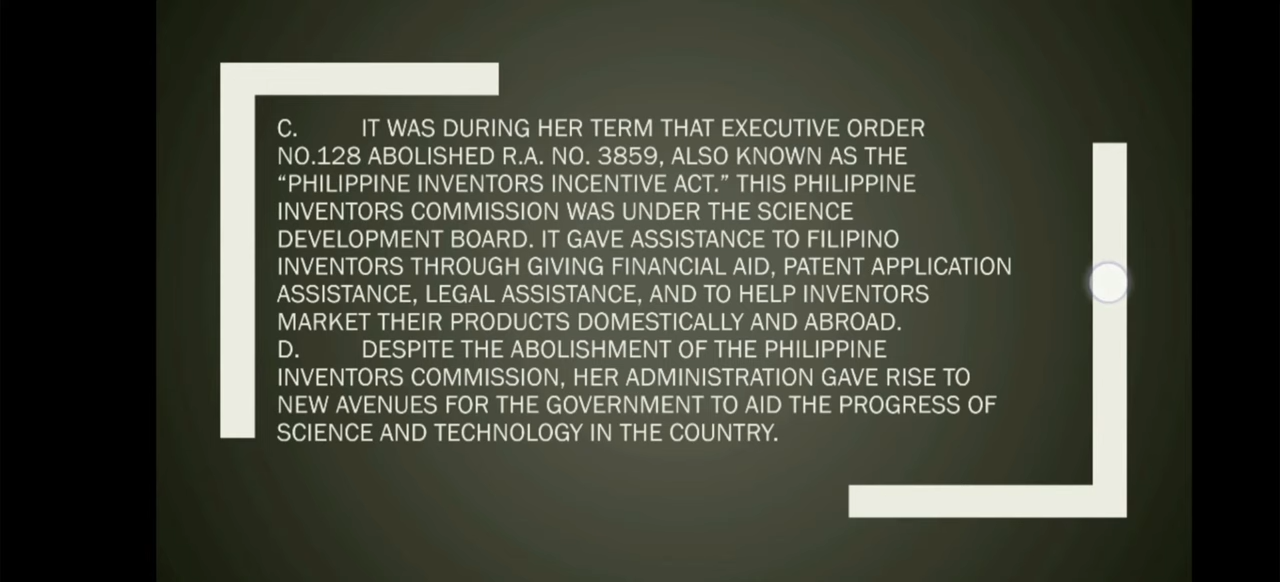 C. IT WAS DURING HER TERM THAT EXECUTIVE ORDER
NO.128 ABOLISHED R.A. NO. 3859, ALSO KNOWN AS THE
“PHILIPPINE INVENTORS INCENTIVE ACT.” THIS PHILIPPINE
INVENTORS COMMISSION WAS UNDER THE SCIENCE
DEVELOPMENT BOARD. IT GAVE ASSISTANCE TO FILIPINO
INVENTORS THROUGH GIVING FINANCIAL AID, PATENT APPLICATION
ASSISTANCE, LEGAL ASSISTANCE, AND TO HELP INVENTORS
MARKET THEIR PRODUCTS DOMESTICALLY AND ABROAD.
D. DESPITE THE ABOLISHMENT OF THE PHILIPPINE
INVENTORS COMMISSION, HER ADMINISTRATION GAVE RISE TO
NEW AVENUES FOR THE GOVERNMENT TO AID THE PROGRESS OF
SCIENCE AND TECHNOLOGY IN THE COUNTRY.